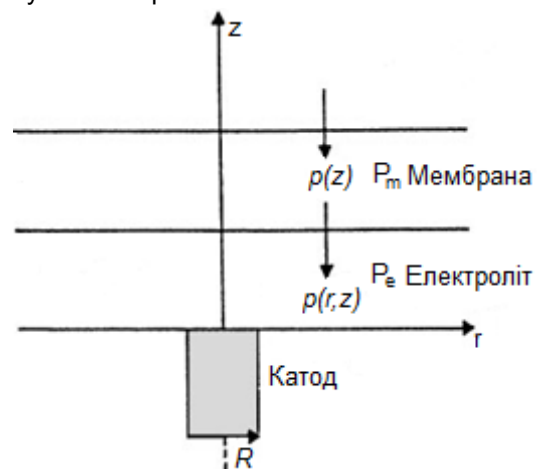 z
p(z) Pm Мембрана
Pe Електроліт
p(r,z)
r
Катод
R